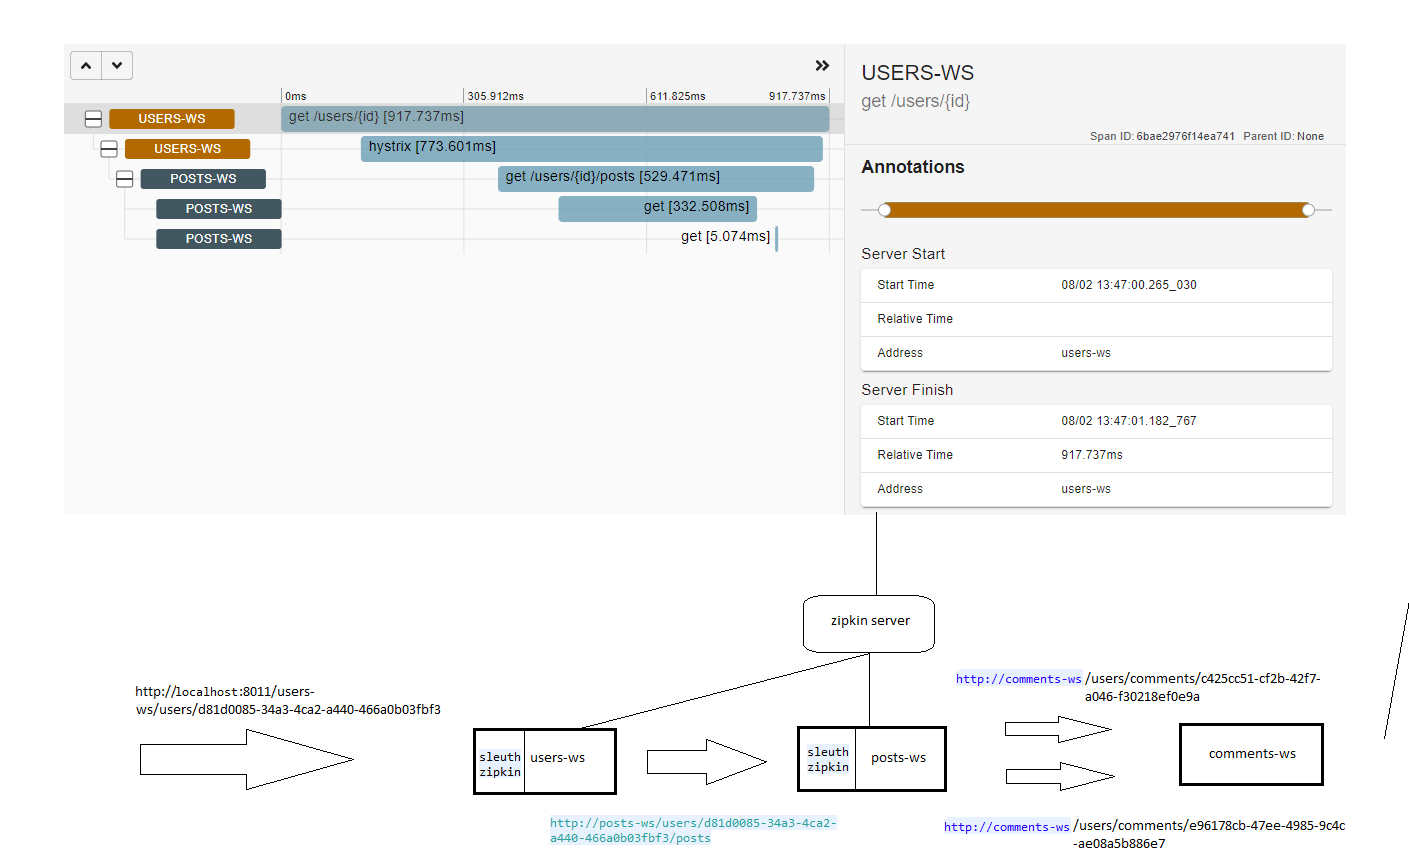 0ms 305.912ms 611.825ms 917.737ms
USERS-WS get /users/{id} [917.737ms]
USERS-WS hystrix [773.601ms]
POSTS-WS get /users/{id}/posts [529.471ms]
POSTS-WS get [332.508ms]
POSTS-WS get [5.074ms]
USERS-WS
get /users/{id}
Span ID: 6bae2976f14ea741 Parent ID: None
Annotations
Server Start
Start Time 08/02 13:47:00.265_030
Relative Time
Address users-ws
Server Finish
Start Time 08/02 13:47:01.182_767
Relative Time 917.737ms
Address users-ws
zipkin server
http://localhost:8011/users-
ws/users/d81d0085-34a3-4ca2-a440-466a0b03fbf3
sleuth
zipkin
users-ws
http://posts-ws/users/d81d0085-34a3-4ca2-
a440-466a0b03fbf3/posts
sleuth
zipkin
posts-ws
http://comments-ws/users/comments/c425cc51-cf2b-42f7-
a046-f30218ef0e9a
comments-ws
http://comments-ws/users/comments/e96178cb-47ee-4985-9c4c
-ae08a5b886e7